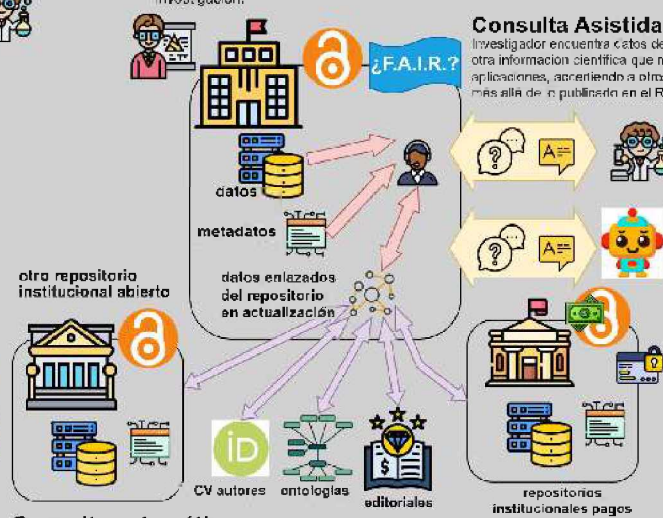 Consulta Asistida
Investigador encuentra datos de
otra información científica que
aplicaciones, accediendo a otros
más allá de lo publicado en el R
¿F.A.I.R.?
datos
metadatos
datos enlazados
del repositorio
en actualización
otro repositorio
institucional abierto
iD
CV autores
ontologías
editoriales
repositorios
institucionales pagos